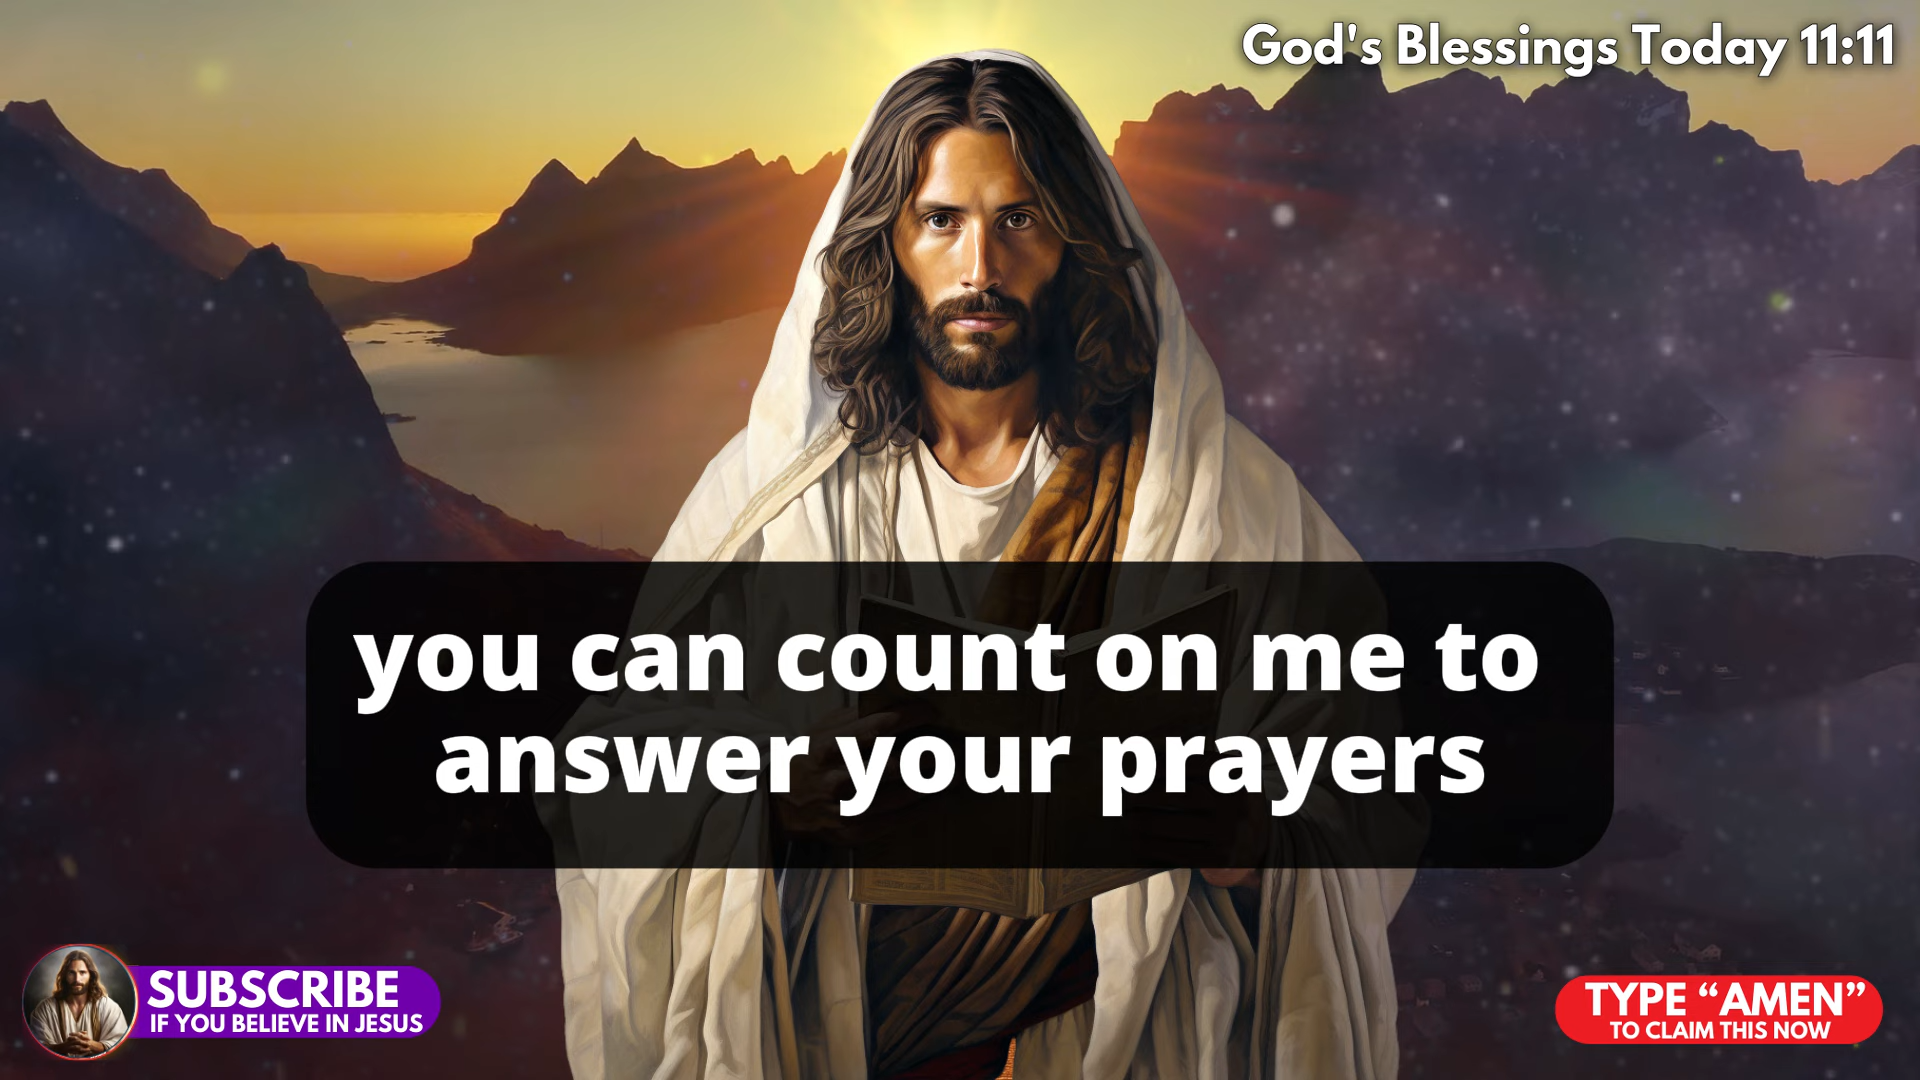 God's Blessings Today 11:11
you can count on me to
answer your prayers
SUBSCRIBE
IF YOU BELIEVE IN JESUS
TYPE “AMEN”
TO CLAIM THIS NOW